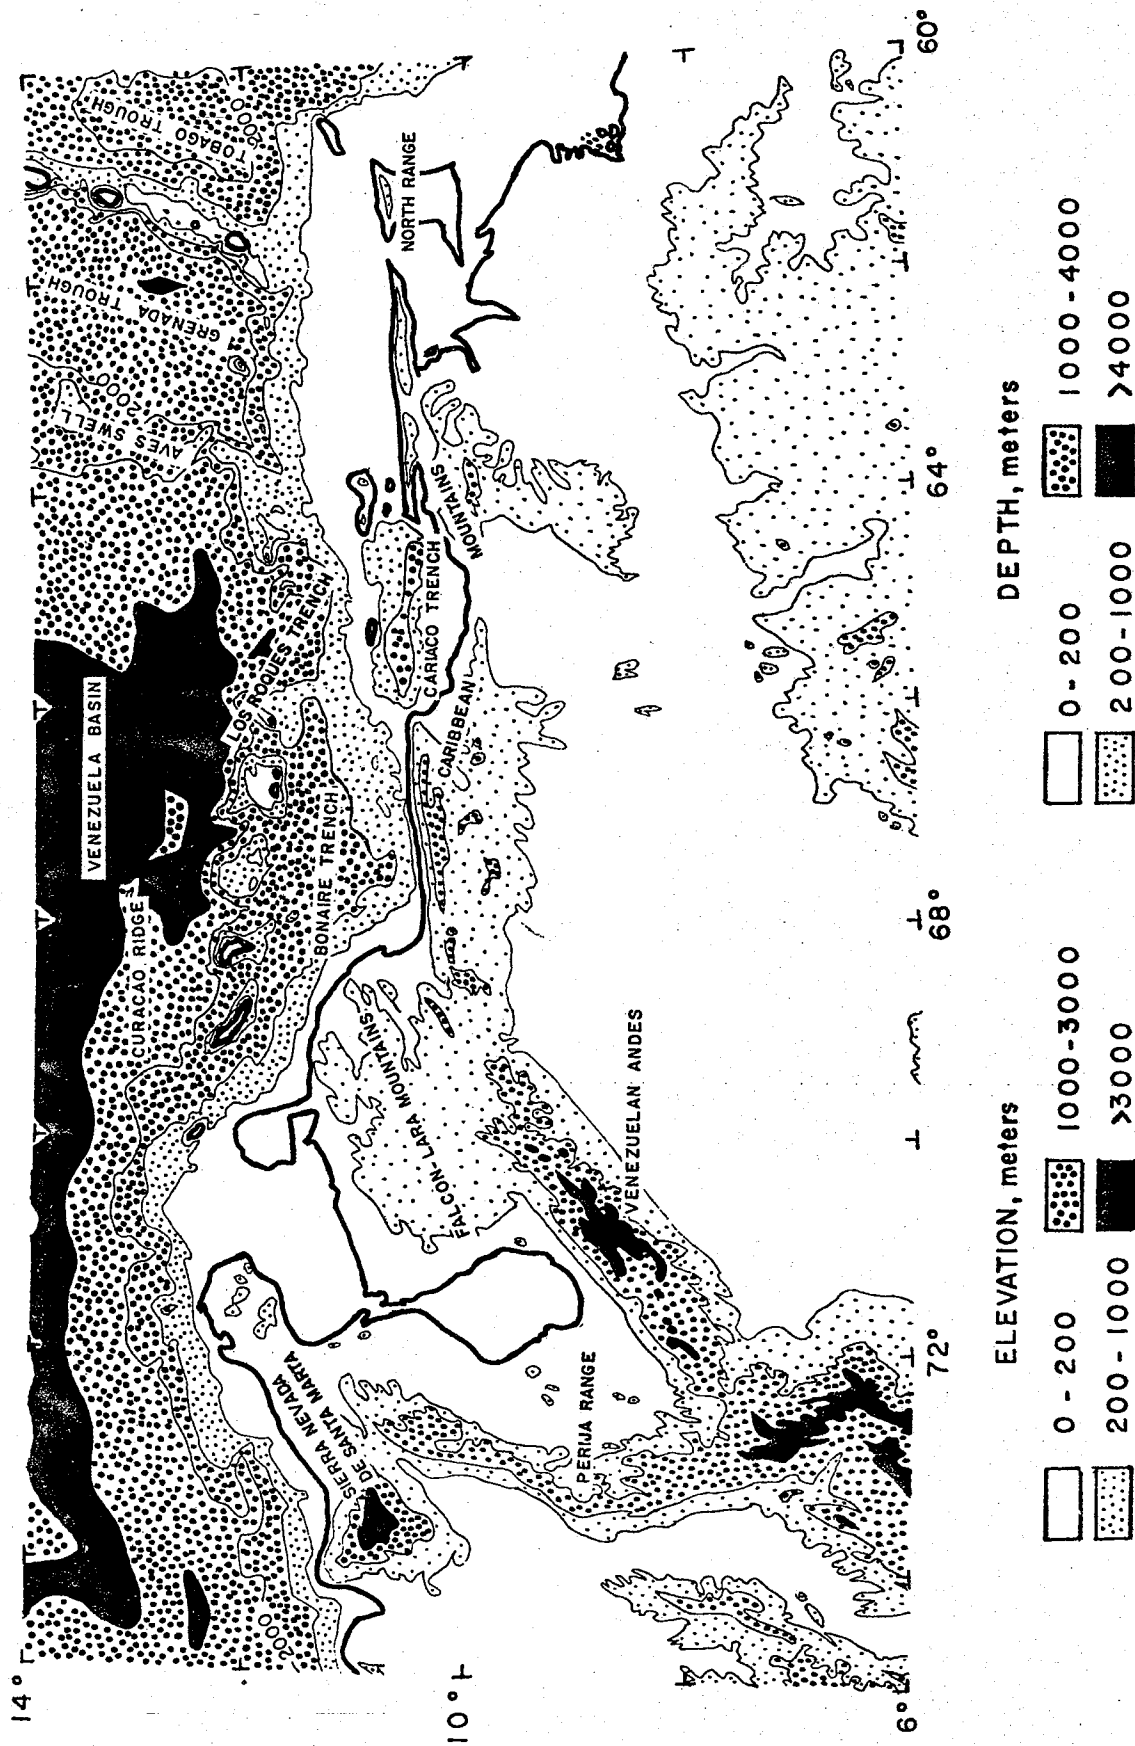 14°
10°
6°
60°
64°
68°
72°
TOBAGO TROUGH
2000
GRENADA TROUGH
AVES SWELL
2000
VENEZUELA BASIN
CURACAO RIDGE
LOS ROQUES TRENCH
BONAIRE TRENCH
CARIACO TRENCH
NORTH RANGE
CARIBBEAN
MOUNTAINS
FALCON-LARA MOUNTAINS
VENEZUELAN ANDES
PERIJA RANGE
SIERRA NEVADA
DE SANTA MARTA
2000
ELEVATION, meters
0-200
1000-3000
200-1000
>3000
DEPTH, meters
0-200
1000-4000
200-1000
>4000